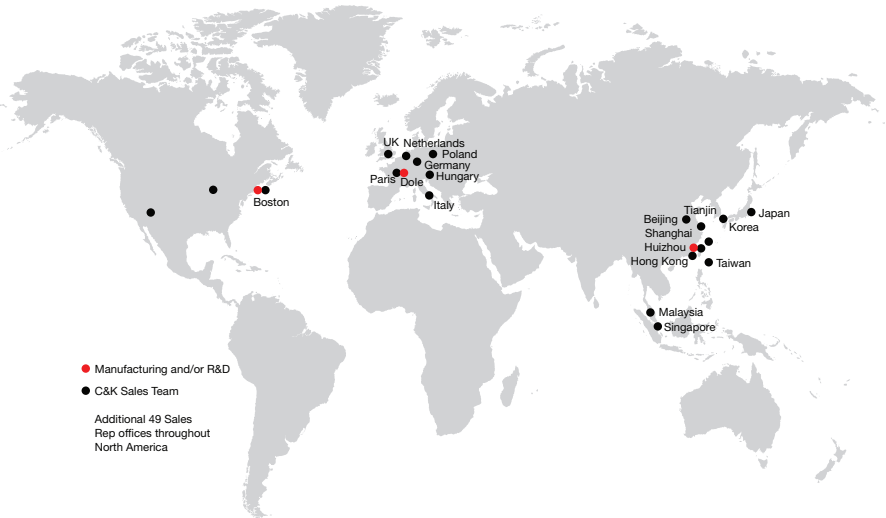 UK
Netherlands
Poland
Germany
Paris
Dole
Hungary
Italy
Boston
Tianjin
Beijing
Japan
Korea
Shanghai
Huizhou
Hong Kong
Taiwan
Malaysia
Singapore
Manufacturing and/or R&D
C&K Sales Team
Additional 49 Sales
Rep offices throughout
North America